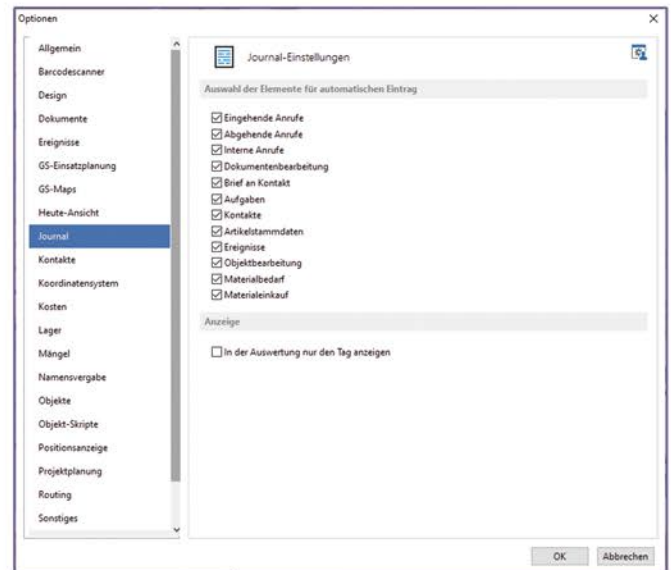 Optionen
Allgemein
Barcodescanner
Design
Dokumente
Ereignisse
GS-Einsatzplanung
GS-Maps
Heute-Ansicht
Journal
Kontakte
Koordinatensystem
Kosten
Lager
Mängel
Namensvergabe
Objekte
Objekt-Skripte
Positionsanzeige
Projektplanung
Routing
Sonstiges
Journal-Einstellungen
Auswahl der Elemente für automatischen Eintrag
Eingehende Anrufe
Abgehende Anrufe
Interne Anrufe
Dokumentenbearbeitung
Brief an Kontakt
Aufgaben
Kontakte
Artikelstammdaten
Ereignisse
Objektbearbeitung
Materialbedarf
Materialeinkauf
Anzeige
In der Auswertung nur den Tag anzeigen
OK
Abbrechen